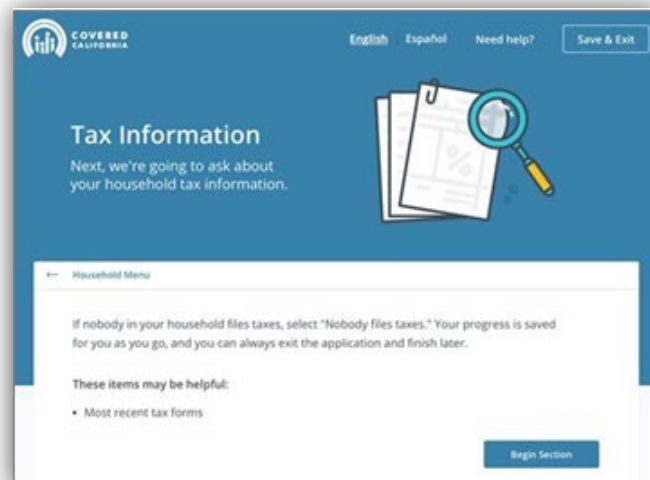 COVERED
CALIFORNIA
English Español Need help? Save & Exit
Tax Information
Next, we're going to ask about
your household tax information.
%
← Household Menu
If nobody in your household files taxes, select "Nobody files taxes." Your progress is saved
for you as you go, and you can always exit the application and finish later.
These items may be helpful:
• Most recent tax forms
Begin Section